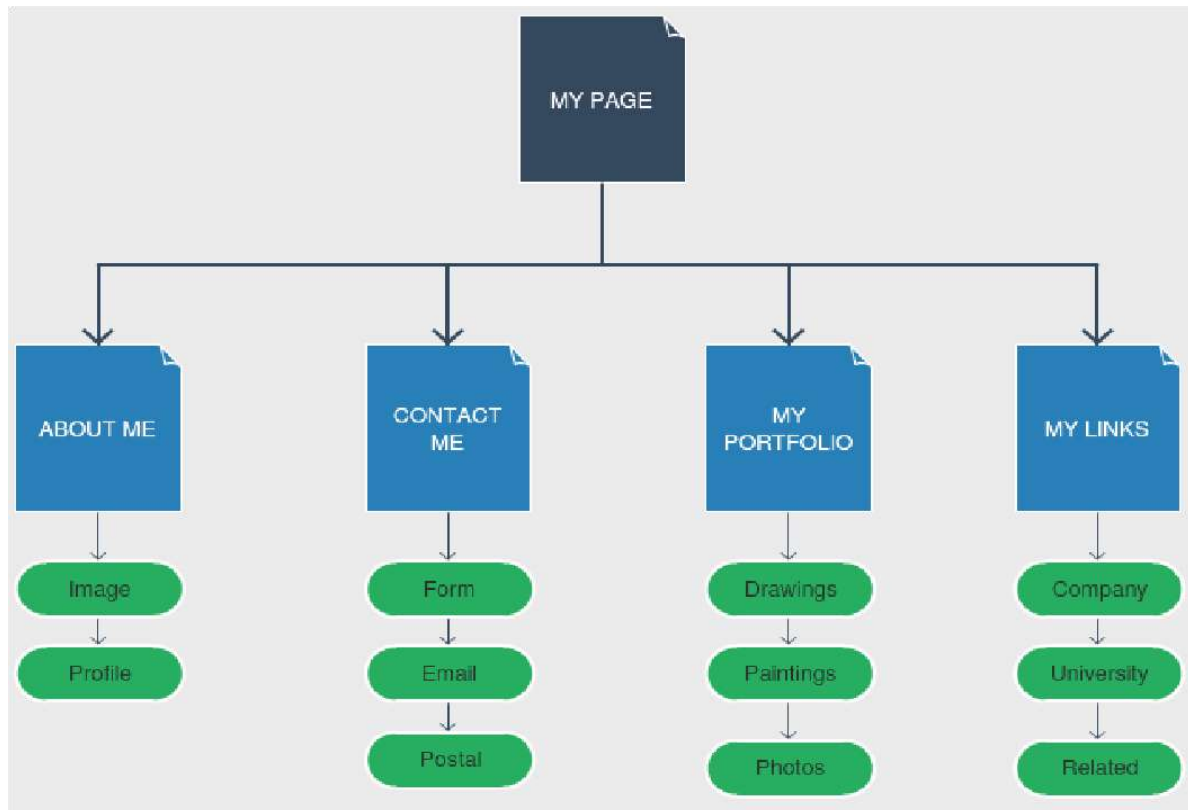 MY PAGE
ABOUT ME
CONTACT
ME
MY
PORTFOLIO
MY LINKS
Image
Form
Drawings
Company
Profile
Email
Paintings
University
Postal
Photos
Related